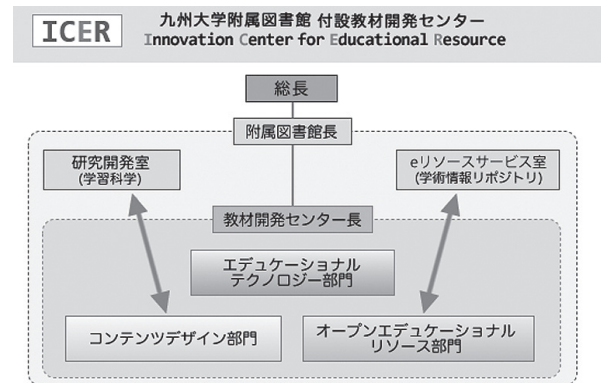 ICER
九州大学附属図書館 付設教材開発センター
Innovation Center for Educational Resource
総長
附属図書館長
研究開発室
(学習科学)
eリソースサービス室
(学術情報リポジトリ)
教材開発センター長
エデュケーショナル
テクノロジー部門
コンテンツデザイン部門
オープンエデュケーショナル
リソース部門